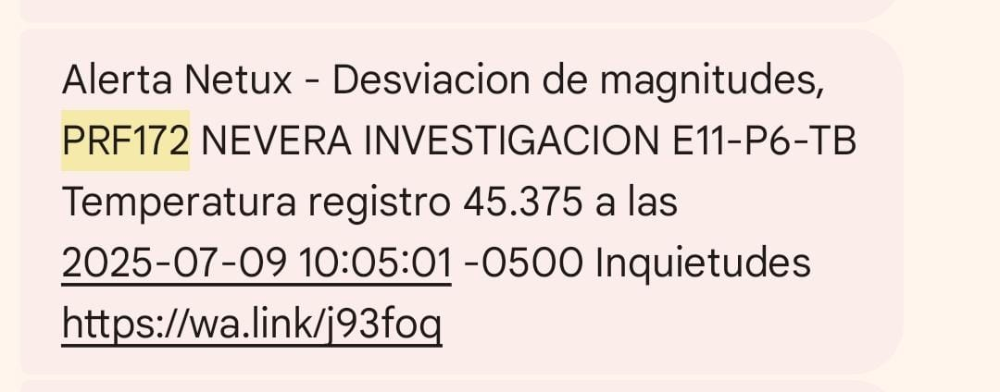 Alerta Netux - Desviacion de magnitudes,
PRF172 NEVERA INVESTIGACION E11-P6-TB
Temperatura registro 45.375 a las
2025-07-09 10:05:01 -0500 Inquietudes
https://wa.link/j93foq